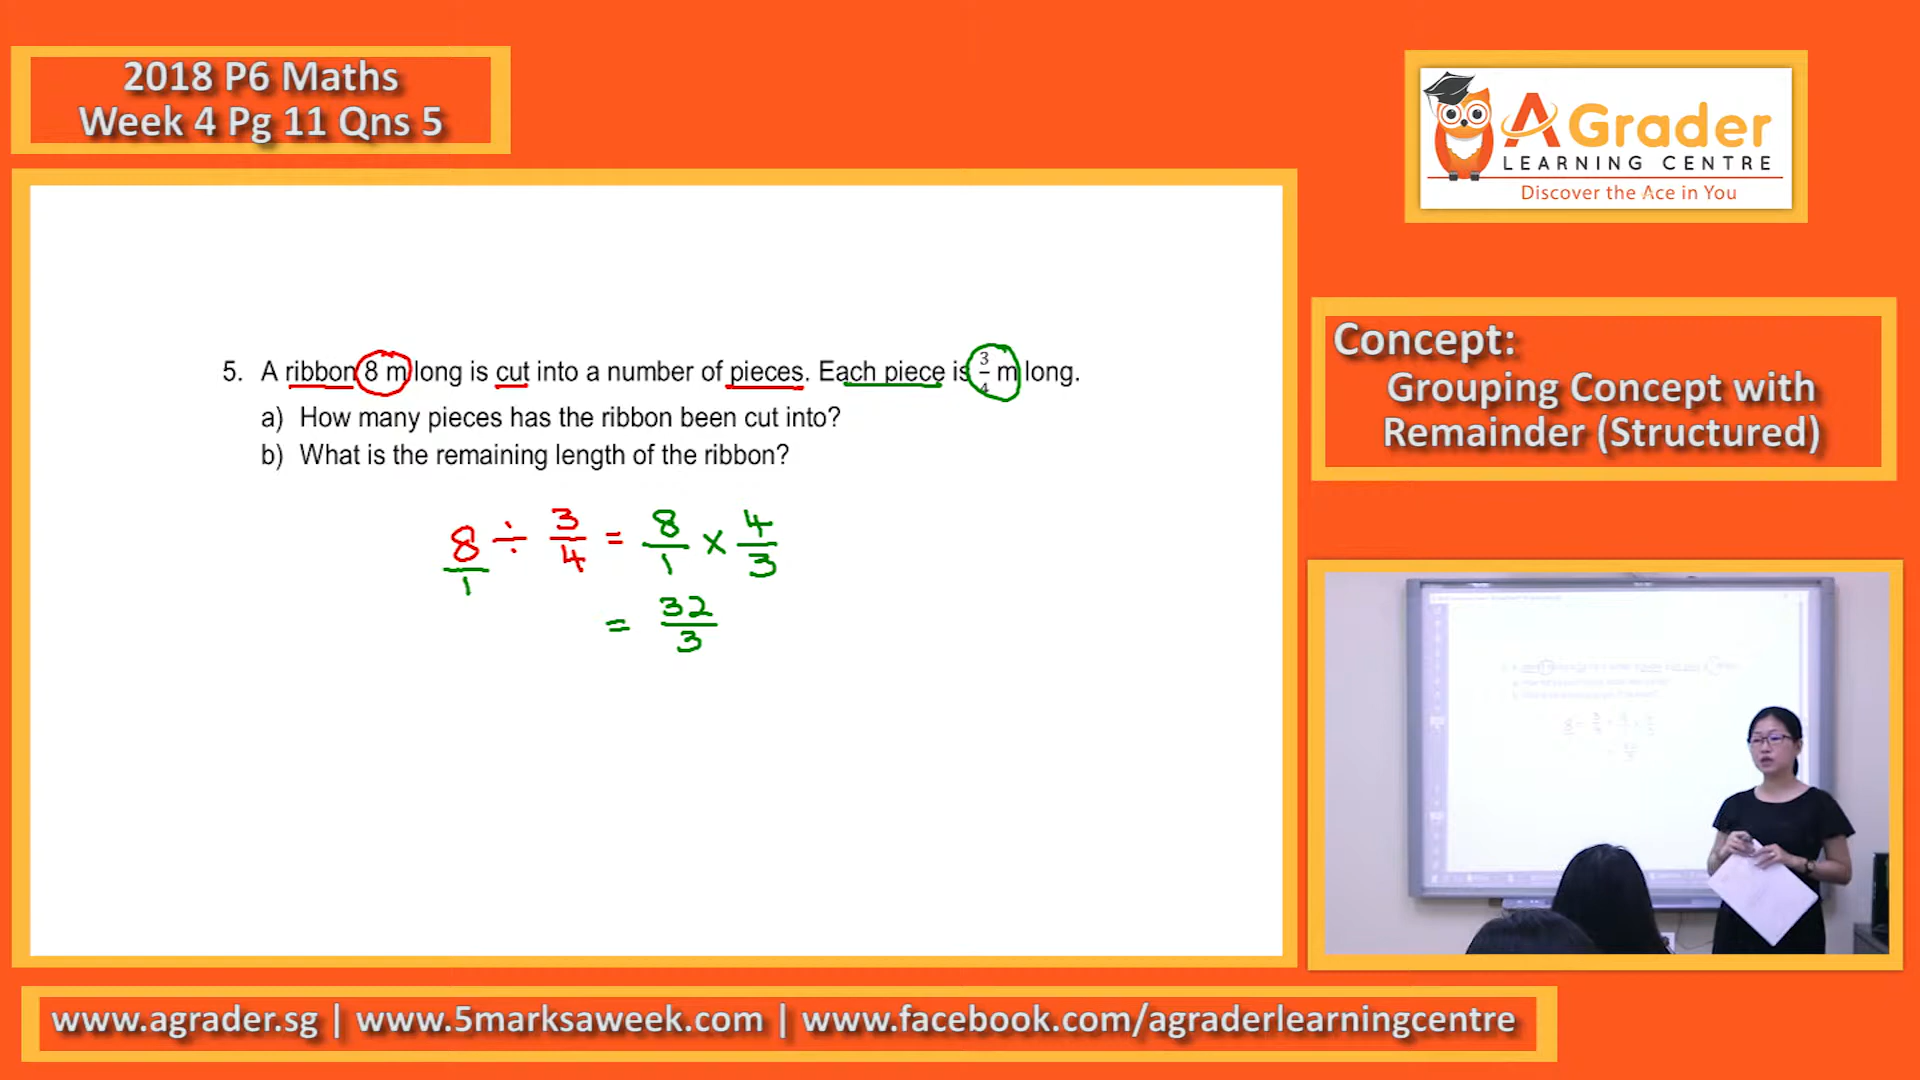 2018 P6 Maths
Week 4 Pg 11 Qns 5
A Grader
LEARNING CENTRE
Discover the Ace in You
Concept:
Grouping Concept with
Remainder (Structured)
5. A ribbon 8 m long is cut into a number of pieces. Each piece is 3/4 m long.
a) How many pieces has the ribbon been cut into?
b) What is the remaining length of the ribbon?
8/1 ÷ 3/4 = 8/1 × 4/3
= 32/3
www.agrader.sg | www.5marksaweek.com | www.facebook.com/agraderlearningcentre